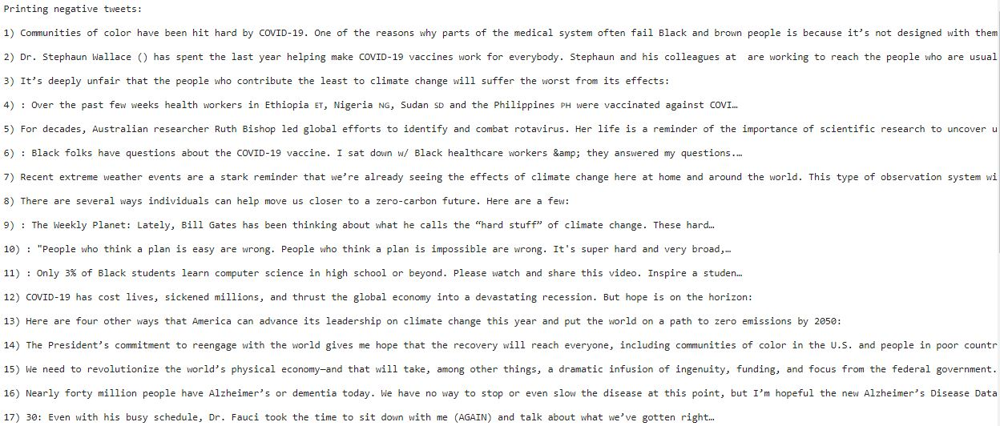 Printing negative tweets:
1) Communities of color have been hit hard by COVID-19. One of the reasons why parts of the medical system often fail Black and brown people is because it’s not designed with them
2) Dr. Stephaun Wallace () has spent the last year helping make COVID-19 vaccines work for everybody. Stephaun and his colleagues at  are working to reach the people who are usual
3) It’s deeply unfair that the people who contribute the least to climate change will suffer the worst from its effects:
4) : Over the past few weeks health workers in Ethiopia ET, Nigeria NG, Sudan SD and the Philippines PH were vaccinated against COVI…
5) For decades, Australian researcher Ruth Bishop led global efforts to identify and combat rotavirus. Her life is a reminder of the importance of scientific research to uncover u
6) : Black folks have questions about the COVID-19 vaccine. I sat down w/ Black healthcare workers &amp; they answered my questions.…
7) Recent extreme weather events are a stark reminder that we’re already seeing the effects of climate change here at home and around the world. This type of observation system wi
8) There are several ways individuals can help move us closer to a zero-carbon future. Here are a few:
9) : The Weekly Planet: Lately, Bill Gates has been thinking about what he calls the “hard stuff” of climate change. These hard…
10) : "People who think a plan is easy are wrong. People who think a plan is impossible are wrong. It's super hard and very broad,…
11) : Only 3% of Black students learn computer science in high school or beyond. Please watch and share this video. Inspire a studen…
12) COVID-19 has cost lives, sickened millions, and thrust the global economy into a devastating recession. But hope is on the horizon:
13) Here are four other ways that America can advance its leadership on climate change this year and put the world on a path to zero emissions by 2050:
14) The President’s commitment to reengage with the world gives me hope that the recovery will reach everyone, including communities of color in the U.S. and people in poor countr
15) We need to revolutionize the world’s physical economy—and that will take, among other things, a dramatic infusion of ingenuity, funding, and focus from the federal government.
16) Nearly forty million people have Alzheimer’s or dementia today. We have no way to stop or even slow the disease at this point, but I’m hopeful the new Alzheimer’s Disease Data
17) 30: Even with his busy schedule, Dr. Fauci took the time to sit down with me (AGAIN) and talk about what we’ve gotten right…